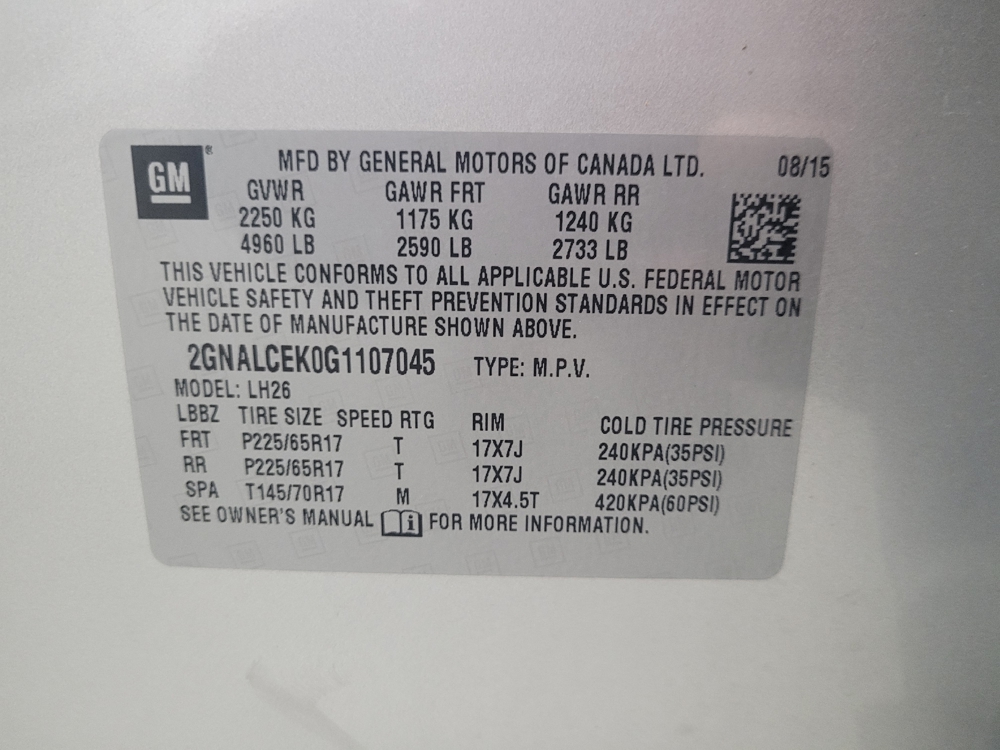 GM®
MFD BY GENERAL MOTORS OF CANADA LTD. 08/15
GVWR GAWR FRT GAWR RR
2250 KG 1175 KG 1240 KG
4960 LB 2590 LB 2733 LB
THIS VEHICLE CONFORMS TO ALL APPLICABLE U.S. FEDERAL MOTOR
VEHICLE SAFETY AND THEFT PREVENTION STANDARDS IN EFFECT ON
THE DATE OF MANUFACTURE SHOWN ABOVE.
2GNALCEK0G1107045 TYPE: M.P.V.
MODEL: LH26
LBBZ TIRE SIZE SPEED RTG RIM COLD TIRE PRESSURE
FRT P225/65R17 T 17X7J 240KPA(35PSI)
RR P225/65R17 T 17X7J 240KPA(35PSI)
SPA T145/70R17 M 17X4.5T 420KPA(60PSI)
SEE OWNER'S MANUAL i FOR MORE INFORMATION.